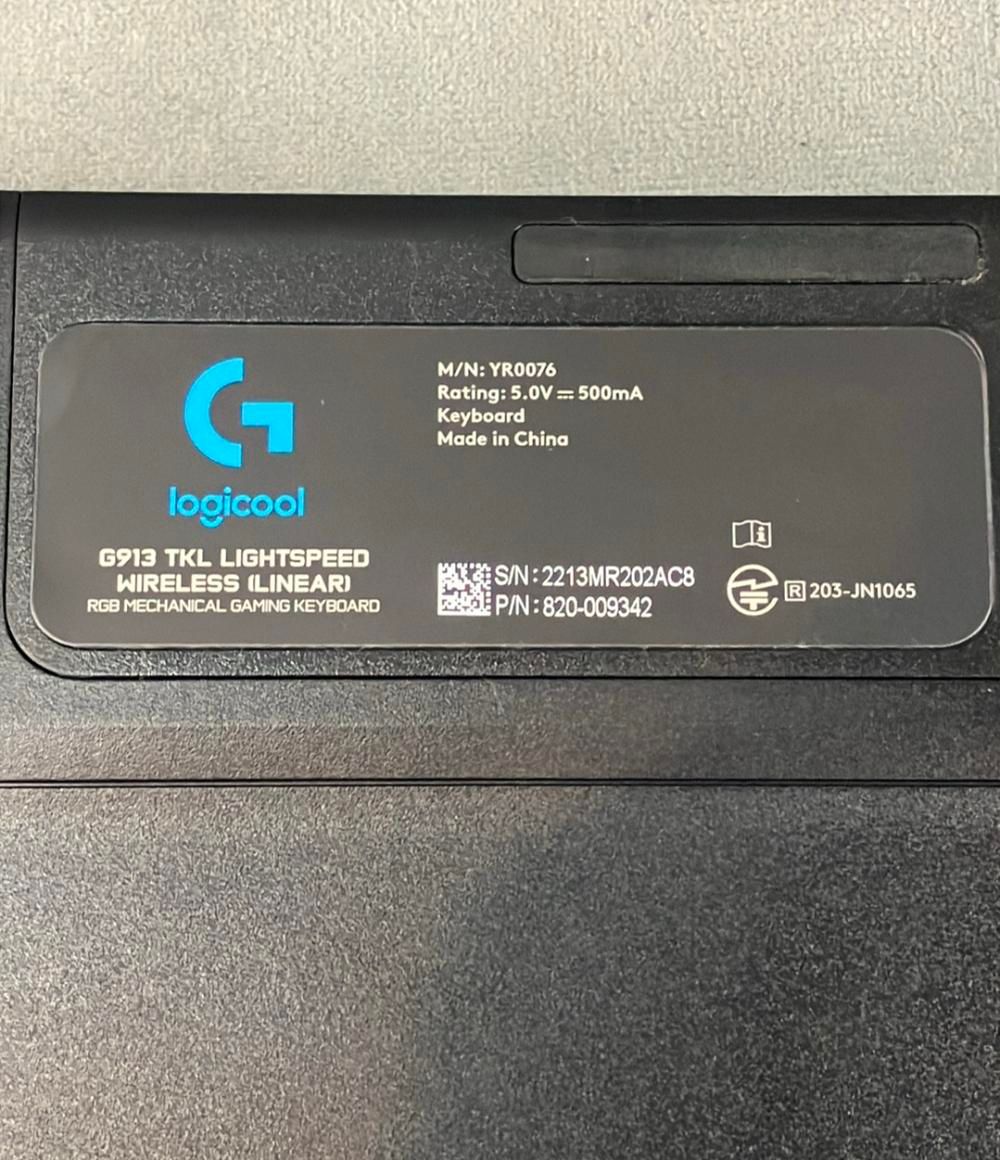 logicool
G913 TKL LIGHTSPEED
WIRELESS (LINEAR)
RGB MECHANICAL GAMING KEYBOARD
M/N: YR0076
Rating: 5.0V⎓500mA
Keyboard
Made in China
S/N : 2213MR202AC8
P/N : 820-009342
R 203-JN1065